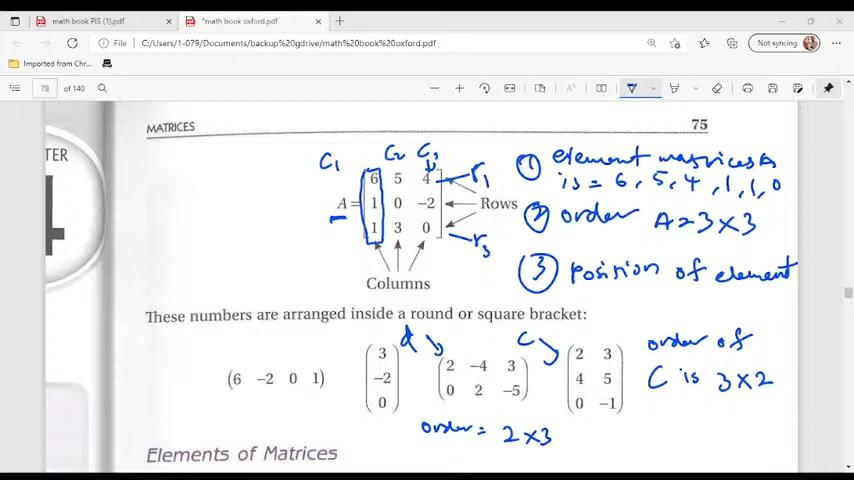 math book PIS (1).pdf
*math book oxford.pdf
File
C:/Users/1-079/Documents/backup%20gdrive/math%20book%20oxford.pdf
Not syncing
Imported from Chr...
78 of 140
MATRICES 75
TER
4
C1 C2 C3
A = 6 5 4
1 0 −2
1 3 0
r1
Rows
r3
Columns
① element matrices A
is = 6, 5, 4, 1, 1, 0
② order A = 3 × 3
③ position of element
These numbers are arranged inside a round or square bracket:
d
c
(6 −2 0 1)
3
−2
0
2 −4 3
0 2 −5
2 3
4 5
0 −1
order of
C is 3 × 2
order = 2 × 3
Elements of Matrices